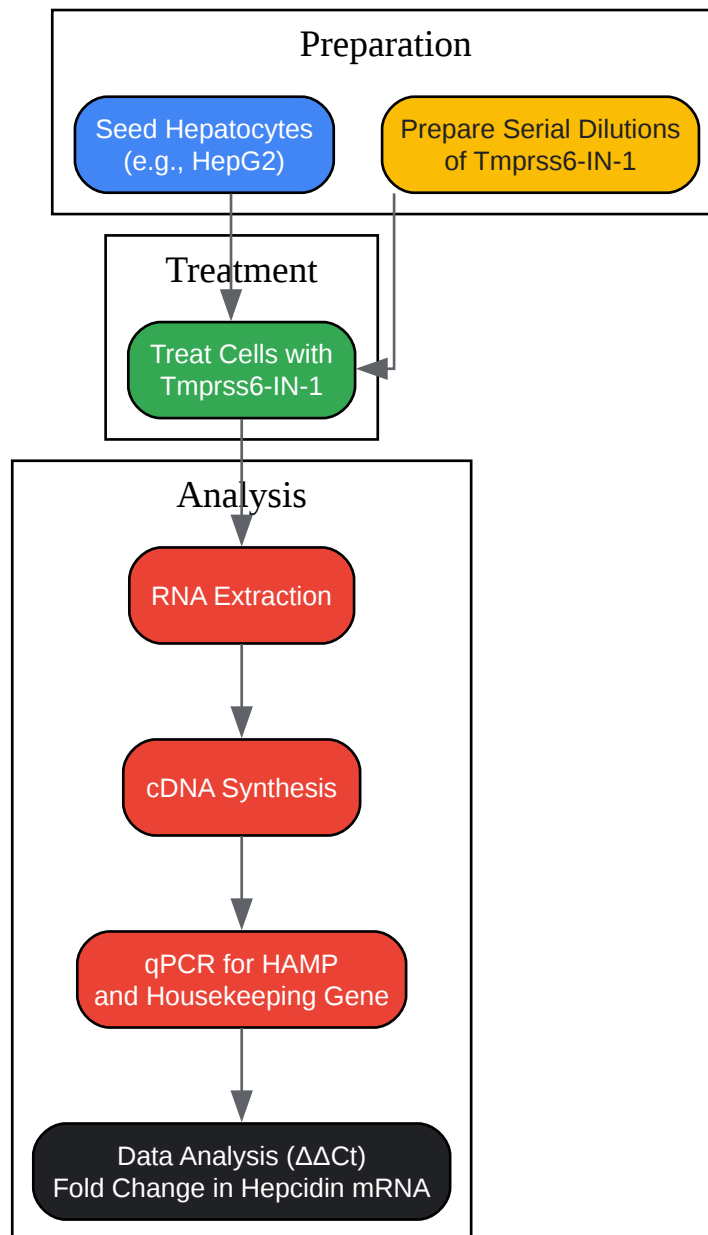 Preparation
Seed Hepatocytes
(e.g., HepG2)
Prepare Serial Dilutions
of Tmprss6-IN-1
Treatment
Treat Cells with
Tmprss6-IN-1
Analysis
RNA Extraction
cDNA Synthesis
qPCR for HAMP
and Housekeeping Gene
Data Analysis (ΔΔCt)
Fold Change in Hepcidin mRNA